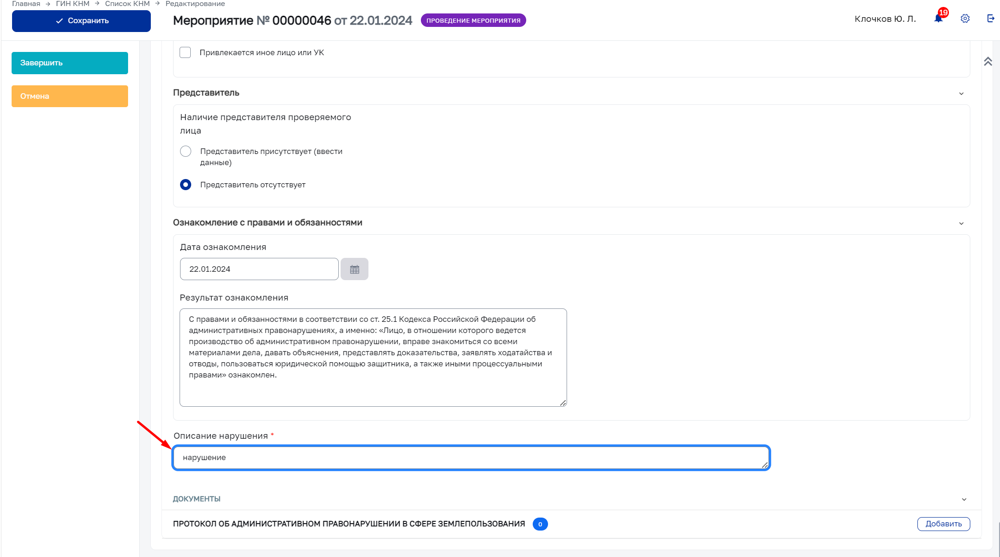 Главная → ГИН КНМ → Список КНМ → Редактирование
Сохранить
Мероприятие № 00000046 от 22.01.2024
ПРОВЕДЕНИЕ МЕРОПРИЯТИЯ
Клочков Ю. Л.
19
Завершить
Отмена
Привлекается иное лицо или УК
Представитель
Наличие представителя проверяемого
лица
Представитель присутствует (ввести
данные)
Представитель отсутствует
Ознакомление с правами и обязанностями
Дата ознакомления
22.01.2024
Результат ознакомления
С правами и обязанностями в соответствии со ст. 25.1 Кодекса Российской Федерации об
административных правонарушениях, а именно: «Лицо, в отношении которого ведется
производство об административном правонарушении, вправе знакомиться со всеми
материалами дела, давать объяснения, представлять доказательства, заявлять ходатайства и
отводы, пользоваться юридической помощью защитника, а также иными процессуальными
правами» ознакомлен.
Описание нарушения *
нарушение
ДОКУМЕНТЫ
ПРОТОКОЛ ОБ АДМИНИСТРАТИВНОМ ПРАВОНАРУШЕНИИ В СФЕРЕ ЗЕМЛЕПОЛЬЗОВАНИЯ 0
Добавить